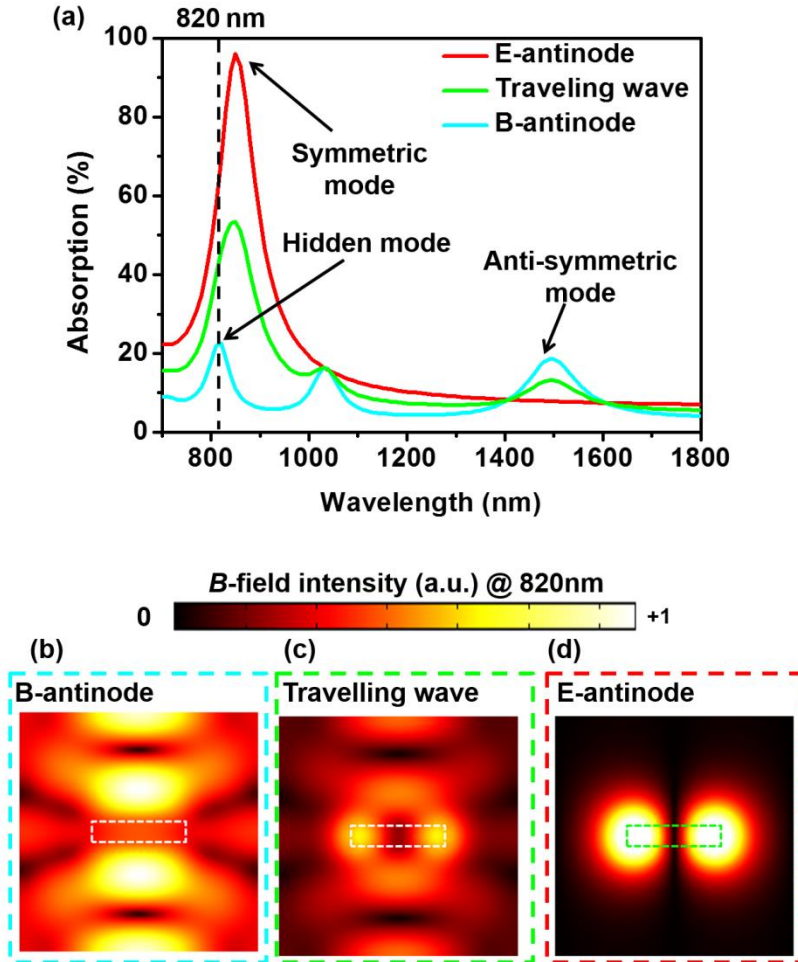 (a)
820 nm
100
80
60
40
20
0
Absorption (%)
E-antinode
Traveling wave
B-antinode
Symmetric
mode
Hidden mode
Anti-symmetric
mode
800 1000 1200 1400 1600 1800
Wavelength (nm)
B-field intensity (a.u.) @ 820nm
0 +1
(b) (c) (d)
B-antinode Travelling wave E-antinode